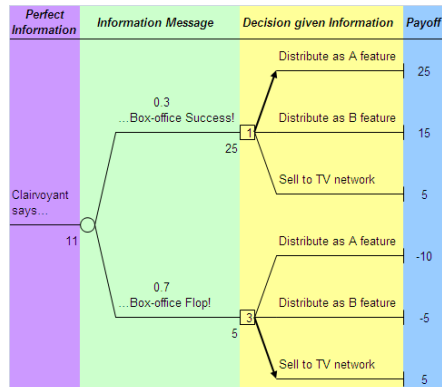 Perfect Information
Information Message
Decision given Information
Payoff
Distribute as A feature
25
0.3
…Box-office Success!
Distribute as B feature
1
15
25
Sell to TV network
5
Clairvoyant
says…
11
Distribute as A feature
-10
0.7
…Box-office Flop!
Distribute as B feature
3
-5
5
Sell to TV network
5